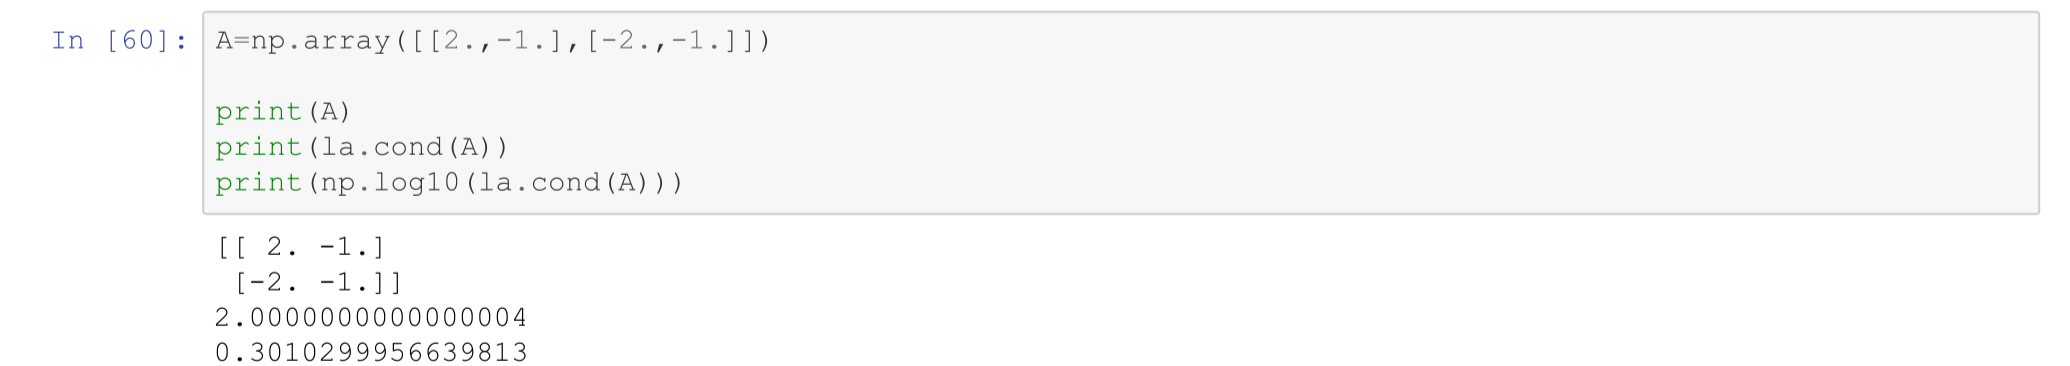 In [60]: A=np.array([[2.,-1.],[-2.,-1.]])
print(A)
print(la.cond(A))
print(np.log10(la.cond(A)))
[[ 2. -1.]
 [-2. -1.]]
2.0000000000000004
0.3010299956639813